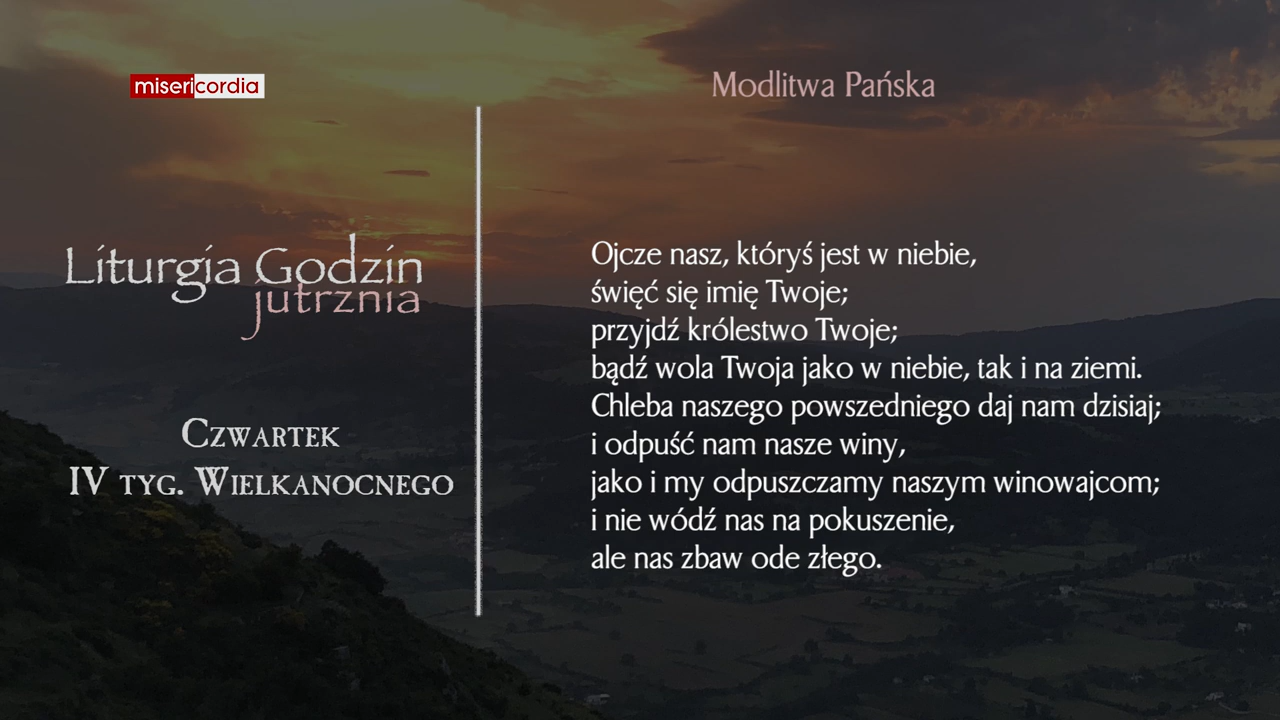 misericordia
Liturgia Godzin
jutrznia
Czwartek
IV tyg. Wielkanocnego
Modlitwa Pańska
Ojcze nasz, któryś jest w niebie,
święć się imię Twoje;
przyjdź królestwo Twoje;
bądź wola Twoja jako w niebie, tak i na ziemi.
Chleba naszego powszedniego daj nam dzisiaj;
i odpuść nam nasze winy,
jako i my odpuszczamy naszym winowajcom;
i nie wódź nas na pokuszenie,
ale nas zbaw ode złego.